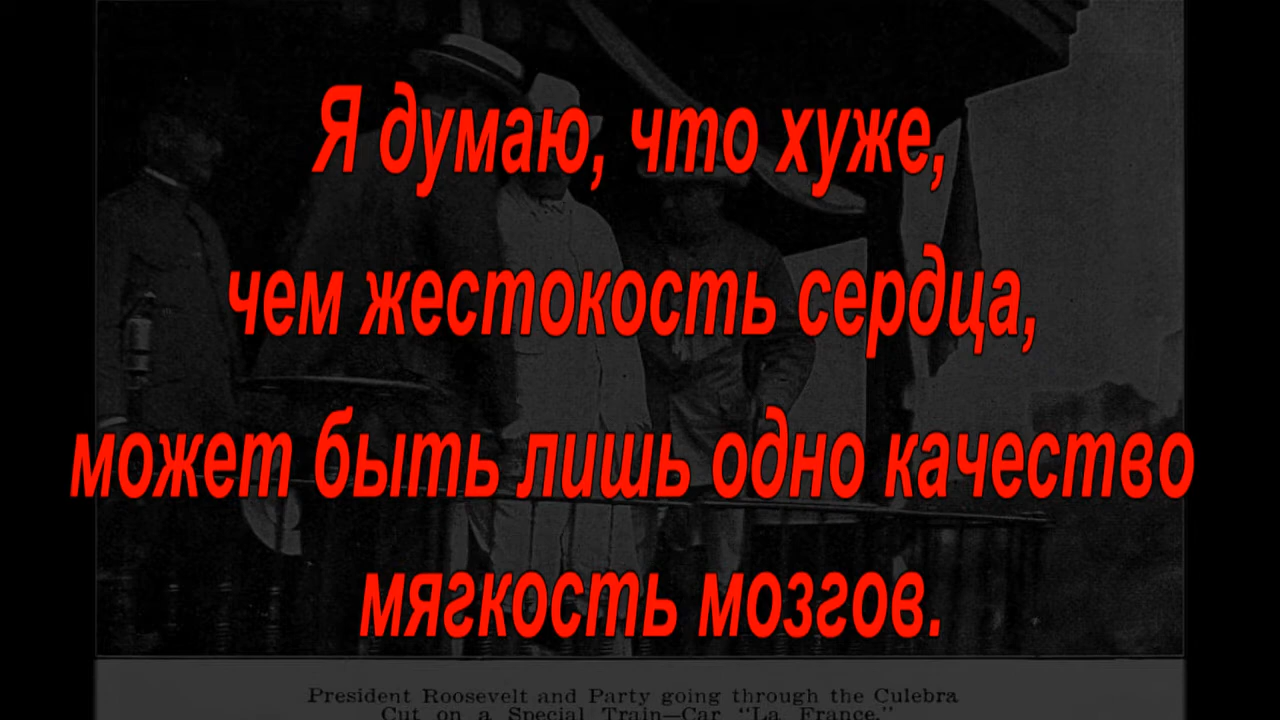 Я думаю, что хуже,
чем жестокость сердца,
может быть лишь одно качество
мягкость мозгов.
President Roosevelt and Party going through the Culebra
Cut on a Special Train—Car "La France."